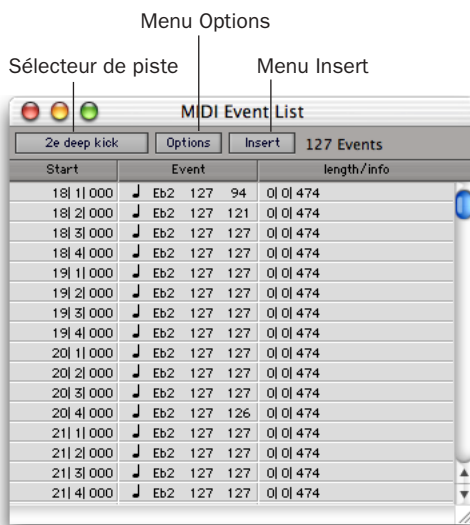 Menu Options
Sélecteur de piste Menu Insert
MIDI Event List
2e deep kick Options Insert 127 Events
Start Event length/info
18| 1| 000 Eb2 127 94 0| 0| 474
18| 2| 000 Eb2 127 121 0| 0| 474
18| 3| 000 Eb2 127 127 0| 0| 474
18| 4| 000 Eb2 127 127 0| 0| 474
19| 1| 000 Eb2 127 127 0| 0| 474
19| 2| 000 Eb2 127 127 0| 0| 474
19| 3| 000 Eb2 127 127 0| 0| 474
19| 4| 000 Eb2 127 127 0| 0| 474
20| 1| 000 Eb2 127 127 0| 0| 474
20| 2| 000 Eb2 127 127 0| 0| 474
20| 3| 000 Eb2 127 127 0| 0| 474
20| 4| 000 Eb2 127 126 0| 0| 474
21| 1| 000 Eb2 127 127 0| 0| 474
21| 2| 000 Eb2 127 127 0| 0| 474
21| 3| 000 Eb2 127 127 0| 0| 474
21| 4| 000 Eb2 127 127 0| 0| 474